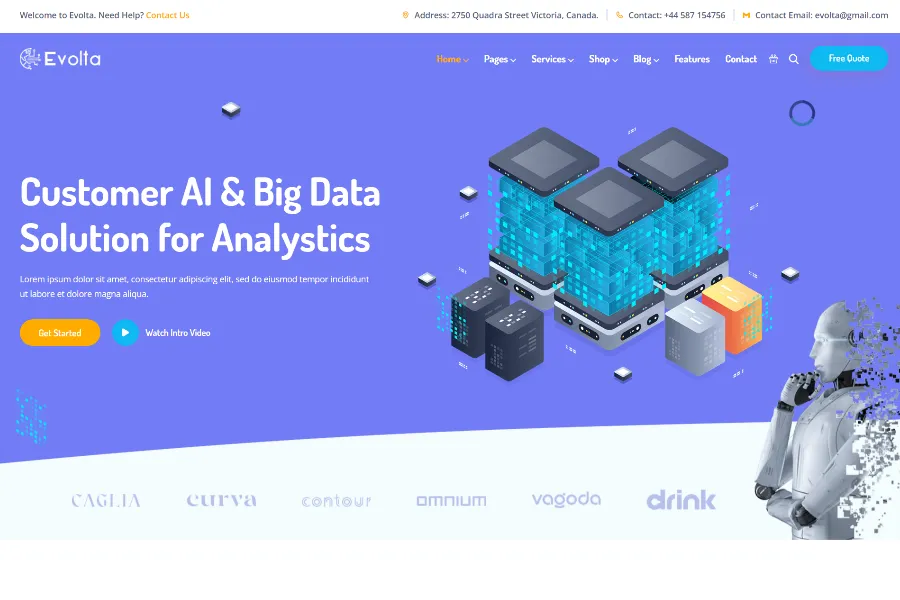 Welcome to Evolta. Need Help? Contact Us
Address: 2750 Quadra Street Victoria, Canada.
Contact: +44 587 154756
Contact Email: evolta@gmail.com
Evolta
Home
Pages
Services
Shop
Blog
Features
Contact
Free Quote
Customer AI & Big Data
Solution for Analystics
Lorem ipsum dolor sit amet, consectetur adipiscing elit, sed do eiusmod tempor incididunt
ut labore et dolore magna aliqua.
Get Started
Watch Intro Video
CAGLIA
curva
contour
omnium
vagoda
drink